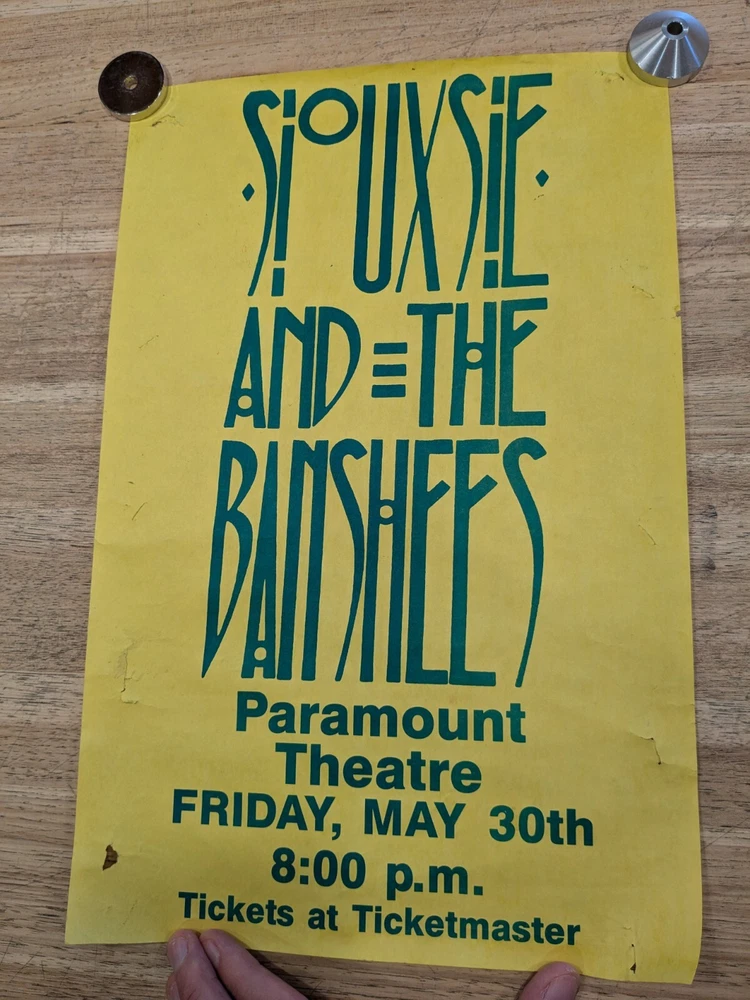 SiOUXSiE
AND THE
BANSHEES
Paramount
Theatre
FRIDAY, MAY 30th
8:00 p.m.
Tickets at Ticketmaster